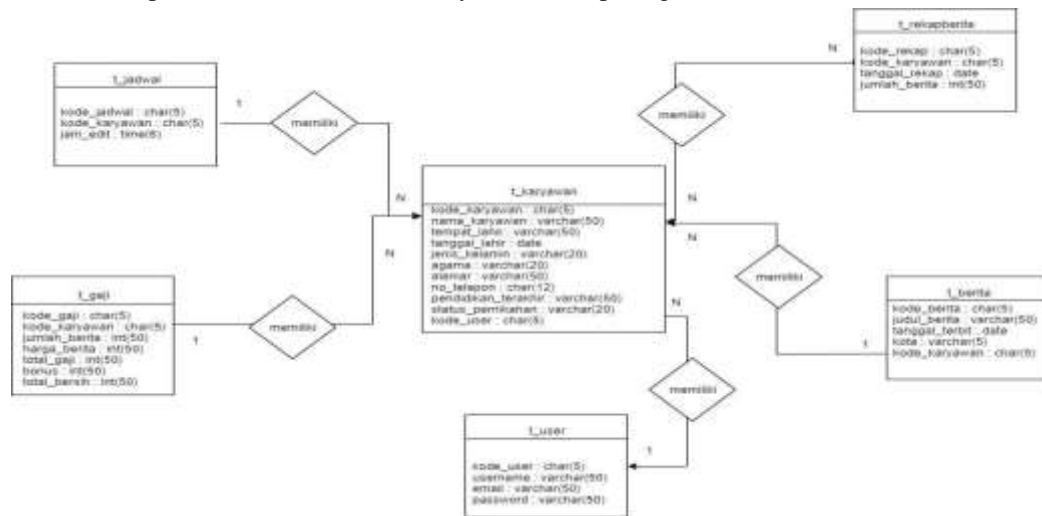 t_rekapberita
kode_rekap : char(5)
kode_karyawan : char(5)
tanggal_rekap : date
jumlah_berita : int(50)
N
t_jadwal
kode_jadwal : char(5)
kode_karyawan : char(5)
jam_edit : time(6)
1
memiliki
memiliki
N
N
t_karyawan
kode_karyawan : char(5)
nama_karyawan : varchar(50)
tempat_lahir : varchar(50)
tanggal_lahir : date
jenis_kelamin : varchar(20)
agama : varchar(20)
alamat : varchar(50)
no_telepon : char(12)
pendidikan_terakhir : varchar(50)
status_pernikahan : varchar(20)
kode_user : char(5)
N
N
N
t_gaji
kode_gaji : char(5)
kode_karyawan : char(5)
jumlah_berita : int(50)
harga_berita : int(50)
total_gaji : int(50)
bonus : int(50)
total_bersih : int(50)
1
memiliki
memiliki
t_berita
kode_berita : char(5)
judul_berita : varchar(50)
tanggal_terbit : date
kota : varchar(5)
kode_karyawan : char(5)
1
memiliki
1
t_user
kode_user : char(5)
username : varchar(50)
email : varchar(50)
password : varchar(50)